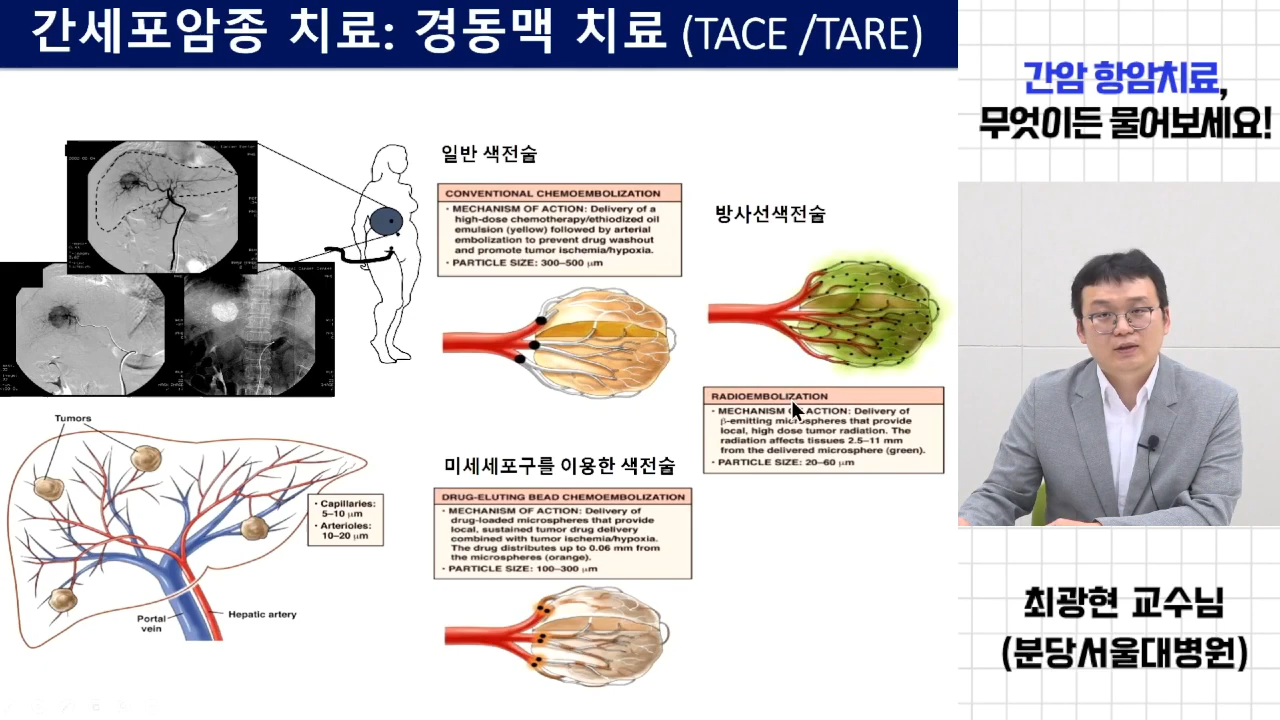 간세포암종 치료: 경동맥 치료 (TACE /TARE)
간암 항암치료,
무엇이든 물어보세요!
일반 색전술
CONVENTIONAL CHEMOEMBOLIZATION
• MECHANISM OF ACTION: Delivery of a
high-dose chemotherapy/ethiodized oil
emulsion (yellow) followed by arterial
embolization to prevent drug washout
and promote tumor ischemia/hypoxia.
• PARTICLE SIZE: 300–500 μm
방사선색전술
RADIOEMBOLIZATION
• MECHANISM OF ACTION: Delivery of
β-emitting microspheres that provide
local, high dose tumor radiation. The
radiation affects tissues 2.5–11 mm
from the delivered microsphere (green).
• PARTICLE SIZE: 20–60 μm
미세세포구를 이용한 색전술
DRUG-ELUTING BEAD CHEMOEMBOLIZATION
• MECHANISM OF ACTION: Delivery of
drug-loaded microspheres that provide
local, sustained tumor drug delivery
combined with tumor ischemia/hypoxia.
The drug distributes up to 0.06 mm from
the microspheres (orange).
• PARTICLE SIZE: 100–300 μm
Tumors
• Capillaries:
5–10 μm
• Arterioles:
10–20 μm
Hepatic artery
Portal
vein
최광현 교수님
(분당서울대병원)